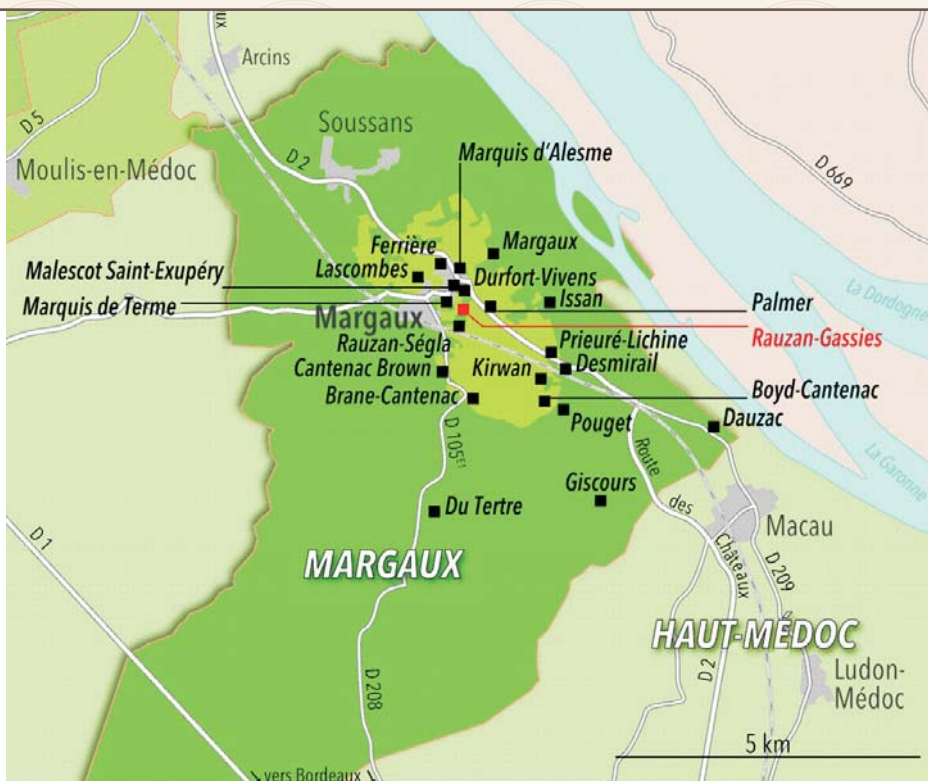 ux
Arcins
D 5
Soussans
D 2
Marquis d'Alesme
D 669
Moulis-en-Médoc
Ferrière
Margaux
Malescot Saint-Exupéry
Lascombes
Durfort-Vivens
Issan
Palmer
La Dordogne
Marquis de Terme
Margaux
Rauzan-Gassies
Rauzan-Ségla
Prieuré-Lichine
Cantenac Brown
Kirwan
Desmirail
Brane-Cantenac
Boyd-Cantenac
Pouget
Dauzac
D 105E1
Route
des
Châteaux
La Garonne
Giscours
Du Tertre
Macau
D 1
MARGAUX
D 209
HAUT-MÉDOC
D 2
Ludon-
Médoc
D 208
5 km
vers Bordeaux